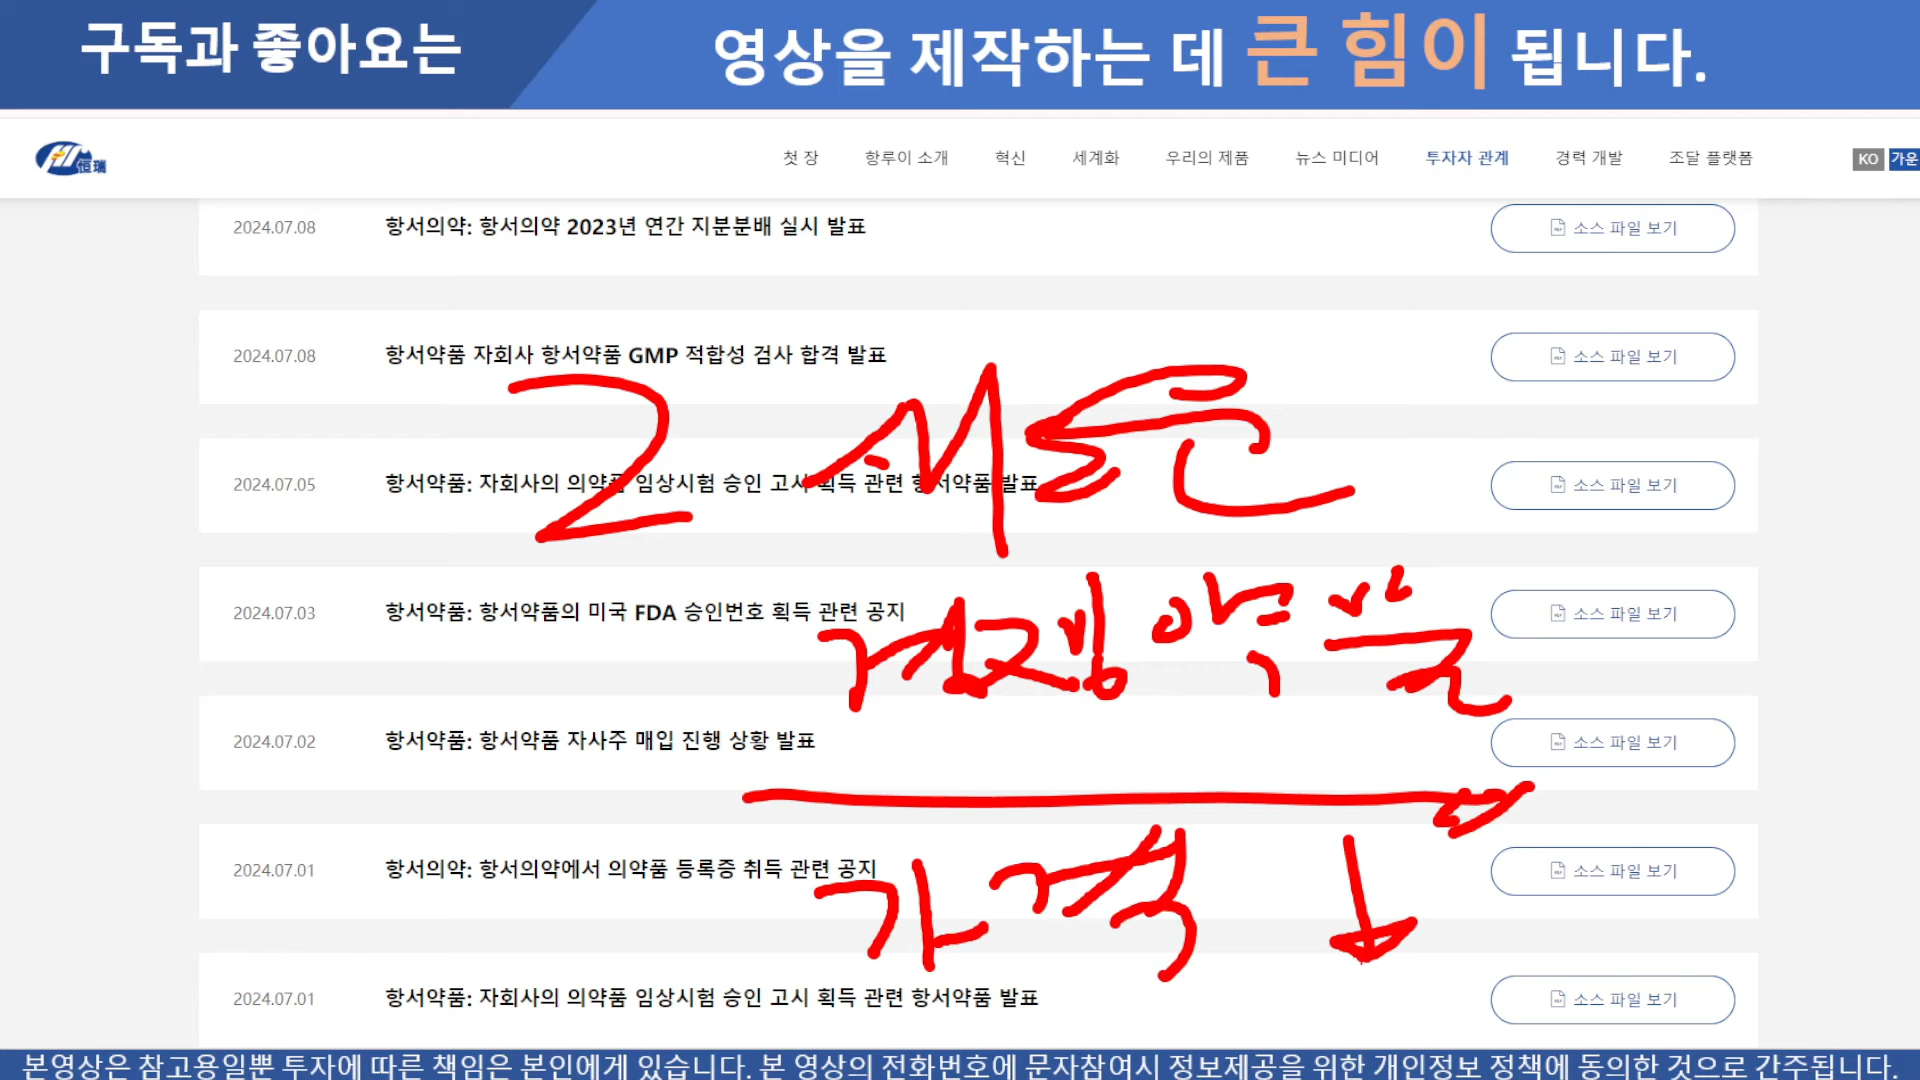 구독과 좋아요는 영상을 제작하는 데 큰 힘이 됩니다.
恒瑞 첫 장 항루이 소개 혁신 세계화 우리의 제품 뉴스 미디어 투자자 관계 경력 개발 조달 플랫폼 KO 가운
2024.07.08 항서의약: 항서의약 2023년 연간 지분분배 실시 발표 소스 파일 보기
2024.07.08 항서약품 자회사 항서약품 GMP 적합성 검사 합격 발표 소스 파일 보기
2024.07.05 항서약품: 자회사의 의약품 임상시험 승인 고시 획득 관련 항서약품 발표 소스 파일 보기
2024.07.03 항서약품: 항서약품의 미국 FDA 승인번호 획득 관련 공지 소스 파일 보기
경쟁약물
2024.07.02 항서약품: 항서약품 자사주 매입 진행 상황 발표 소스 파일 보기
2024.07.01 항서의약: 항서의약에서 의약품 등록증 취득 관련 공지 소스 파일 보기
가격 ↓
2024.07.01 항서약품: 자회사의 의약품 임상시험 승인 고시 획득 관련 항서약품 발표 소스 파일 보기
본영상은 참고용일뿐 투자에 따른 책임은 본인에게 있습니다. 본 영상의 전화번호에 문자참여시 정보제공을 위한 개인정보 정책에 동의한 것으로 간주됩니다.